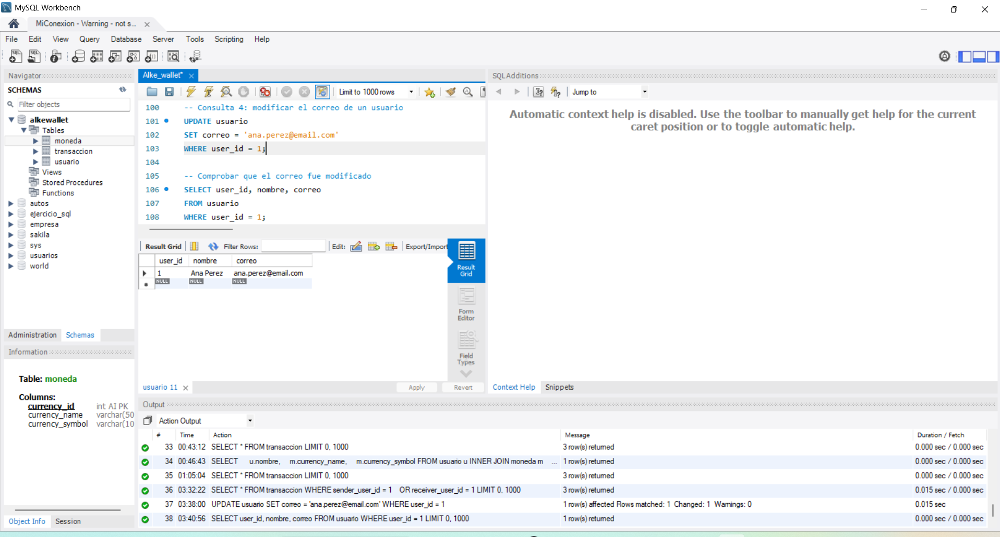 MySQL Workbench
MiConexion - Warning - not s...
File Edit View Query Database Server Tools Scripting Help
Navigator
SCHEMAS
Filter objects
alkewallet
Tables
moneda
transaccion
usuario
Views
Stored Procedures
Functions
autos
ejercicio_sql
empresa
sakila
sys
usuarios
world
Administration Schemas
Information
Table: moneda
Columns:
currency_id int AI PK
currency_name varchar(50
currency_symbol varchar(10
Object Info Session
Alke_wallet*
Limit to 1000 rows
100 -- Consulta 4: modificar el correo de un usuario
101 UPDATE usuario
102 SET correo = 'ana.perez@email.com'
103 WHERE user_id = 1;
104
105 -- Comprobar que el correo fue modificado
106 SELECT user_id, nombre, correo
107 FROM usuario
108 WHERE user_id = 1;
Result Grid Filter Rows: Edit: Export/Import
user_id nombre correo
1 Ana Perez ana.perez@email.com
NULL NULL NULL
Result
Grid
Form
Editor
Field
Types
usuario 11 Apply Revert
SQLAdditions
Jump to
Automatic context help is disabled. Use the toolbar to manually get help for the current
caret position or to toggle automatic help.
Context Help Snippets
Output
Action Output
# Time Action Message Duration / Fetch
33 00:43:12 SELECT * FROM transaccion LIMIT 0, 1000 3 row(s) returned 0.000 sec / 0.000 sec
34 00:46:43 SELECT u.nombre, m.currency_name, m.currency_symbol FROM usuario u INNER JOIN moneda m ... 1 row(s) returned 0.000 sec / 0.000 sec
35 01:05:04 SELECT * FROM transaccion LIMIT 0, 1000 3 row(s) returned 0.000 sec / 0.000 sec
36 03:32:22 SELECT * FROM transaccion WHERE sender_user_id = 1 OR receiver_user_id = 1 LIMIT 0, 1000 3 row(s) returned 0.015 sec / 0.000 sec
37 03:38:00 UPDATE usuario SET correo = 'ana.perez@email.com' WHERE user_id = 1 1 row(s) affected Rows matched: 1 Changed: 1 Warnings: 0 0.015 sec
38 03:40:56 SELECT user_id, nombre, correo FROM usuario WHERE user_id = 1 LIMIT 0, 1000 1 row(s) returned 0.000 sec / 0.000 sec